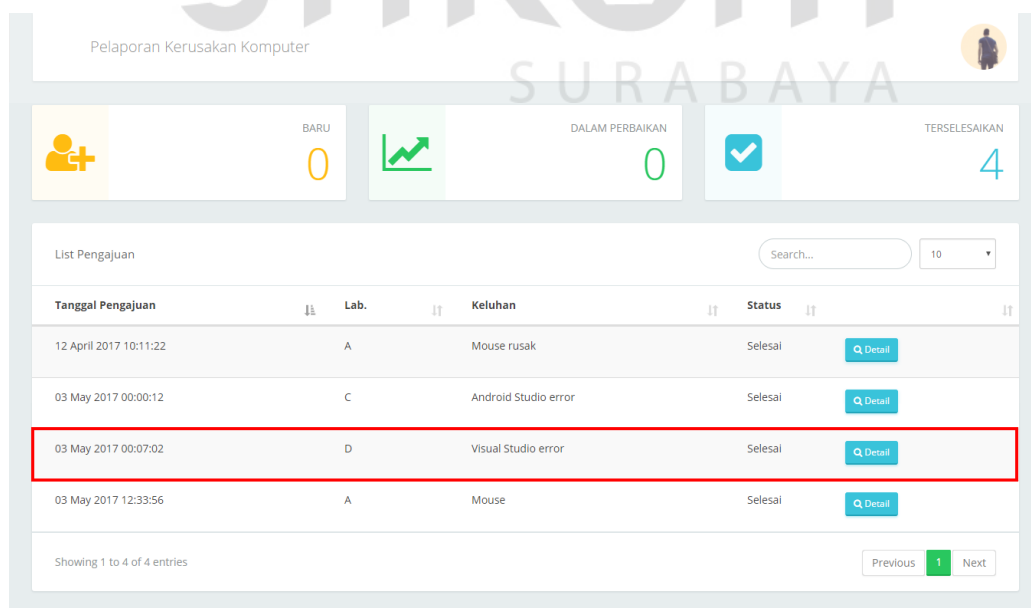 SURABAYA
Pelaporan Kerusakan Komputer
BARU
0
DALAM PERBAIKAN
0
TERSELESAIKAN
4
List Pengajuan
Search...
10
Tanggal Pengajuan Lab. Keluhan Status
12 April 2017 10:11:22 A Mouse rusak Selesai Detail
03 May 2017 00:00:12 C Android Studio error Selesai Detail
03 May 2017 00:07:02 D Visual Studio error Selesai Detail
03 May 2017 12:33:56 A Mouse Selesai Detail
Showing 1 to 4 of 4 entries
Previous 1 Next